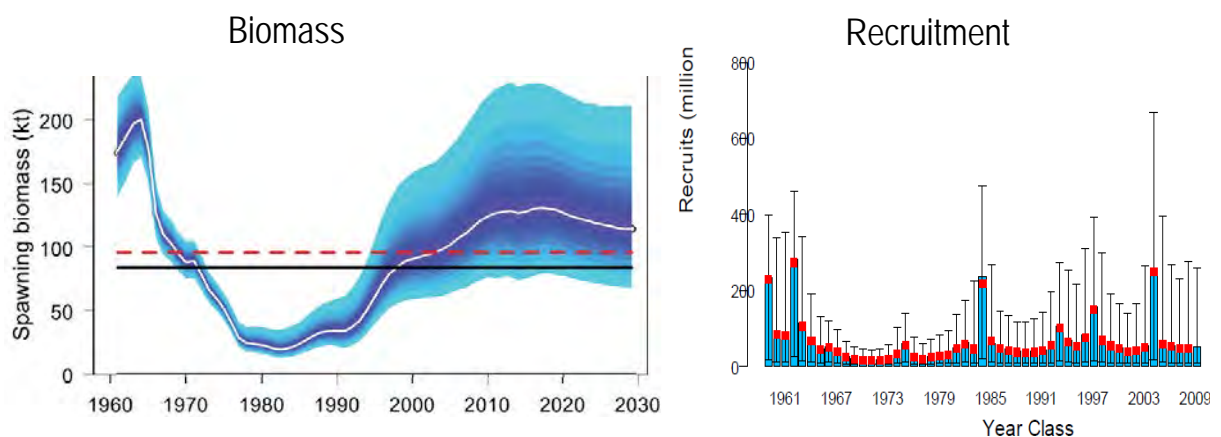 Biomass
Spawning biomass (kt)
200
150
100
50
0
1960 1970 1980 1990 2000 2010 2020 2030
Recruitment
Recruits (million
800
600
400
200
0
1961 1967 1973 1979 1985 1991 1997 2003 2009
Year Class